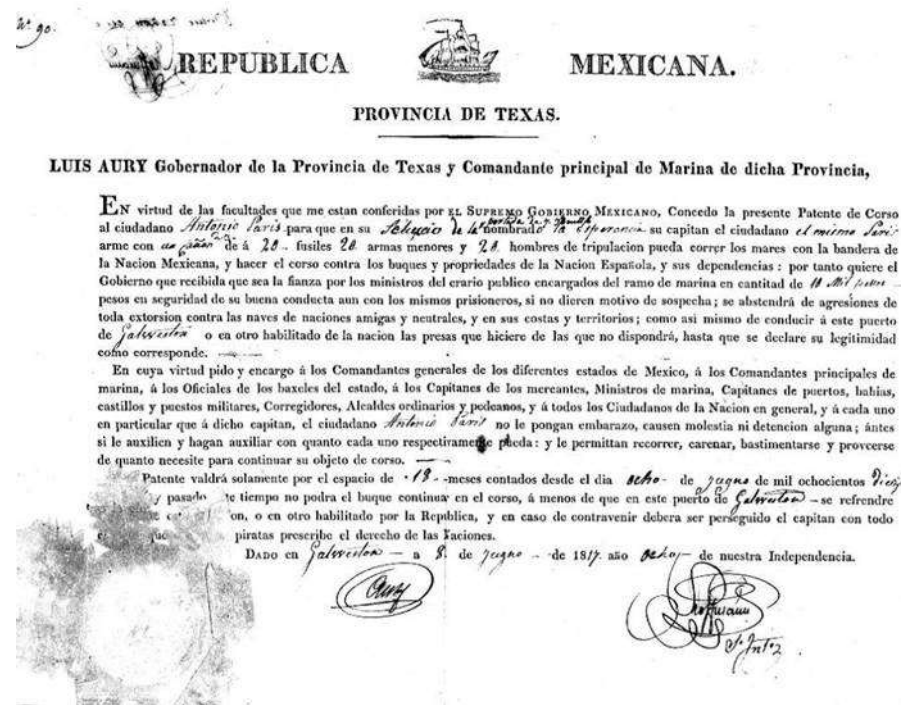 Nº 90.
REPUBLICA MEXICANA.
PROVINCIA DE TEXAS.
LUIS AURY Gobernador de la Provincia de Texas y Comandante principal de Marina de dicha Provincia,
EN virtud de las facultades que me estan conferidas por EL SUPREMO GOBIERNO MEXICANO, Concedo la presente Patente de Corso
al ciudadano Antonio Paris para que en su nombrado la Esperancia su capitan el ciudadano el mismo Paris
arme con un cañon de á 20 fusiles 20 armas menores y 20 hombres de tripulacion pueda correr los mares con la bandera de
la Nacion Mexicana, y hacer el corso contra los buques y propriedades de la Nacion Española, y sus dependencias : por tanto quiere el
Gobierno que recibida que sea la fianza por los ministros del erario publico encargados del ramo de marina en cantidad de 10 Mil pesos
pesos en seguridad de su buena conducta aun con los mismos prisioneros, si no dieren motivo de sospecha; se abstendrá de agresiones de
toda extorsion contra las naves de naciones amigas y neutrales, y en sus costas y territorios; como asi mismo de conducir á este puerto
de Galveston o en otro habilitado de la nacion las presas que hiciere de las que no dispondrá, hasta que se declare su legitimidad
como corresponde.
En cuya virtud pido y encargo á los Comandantes generales de los diferentes estados de Mexico, á los Comandantes principales de
marina, á los Oficiales de los baxeles del estado, á los Capitanes de los mercantes, Ministros de marina, Capitanes de puertos, bahias,
castillos y puestos militares, Corregidores, Alcaldes ordinarios y pedeanos, y á todos los Ciudadanos de la Nacion en general, y á cada uno
en particular que á dicho capitan, el ciudadano Antonio Paris no le pongan embarazo, causen molestia ni detencion alguna; ántes
si le auxilien y hagan auxiliar con quanto cada uno respectivamente pueda: y le permittan recorrer, carenar, bastimentarse y proveerse
de quanto necesite para continuar su objeto de corso.
Patente valdrá solamente por el espacio de 18 meses contados desde el dia ocho de jugno de mil ochocientos diez
y pasado te tiempo no podra el buque continuar en el corso, á menos de que en este puerto de Galveston se refrendre
on, o en otro habilitado por la Republica, y en caso de contravenir debera ser perseguido el capitan con todo
piratas prescribe el derecho de las Naciones.
DADO en Galveston a 8 de jugno de 1817 año ocho de nuestra Independencia.
Aury